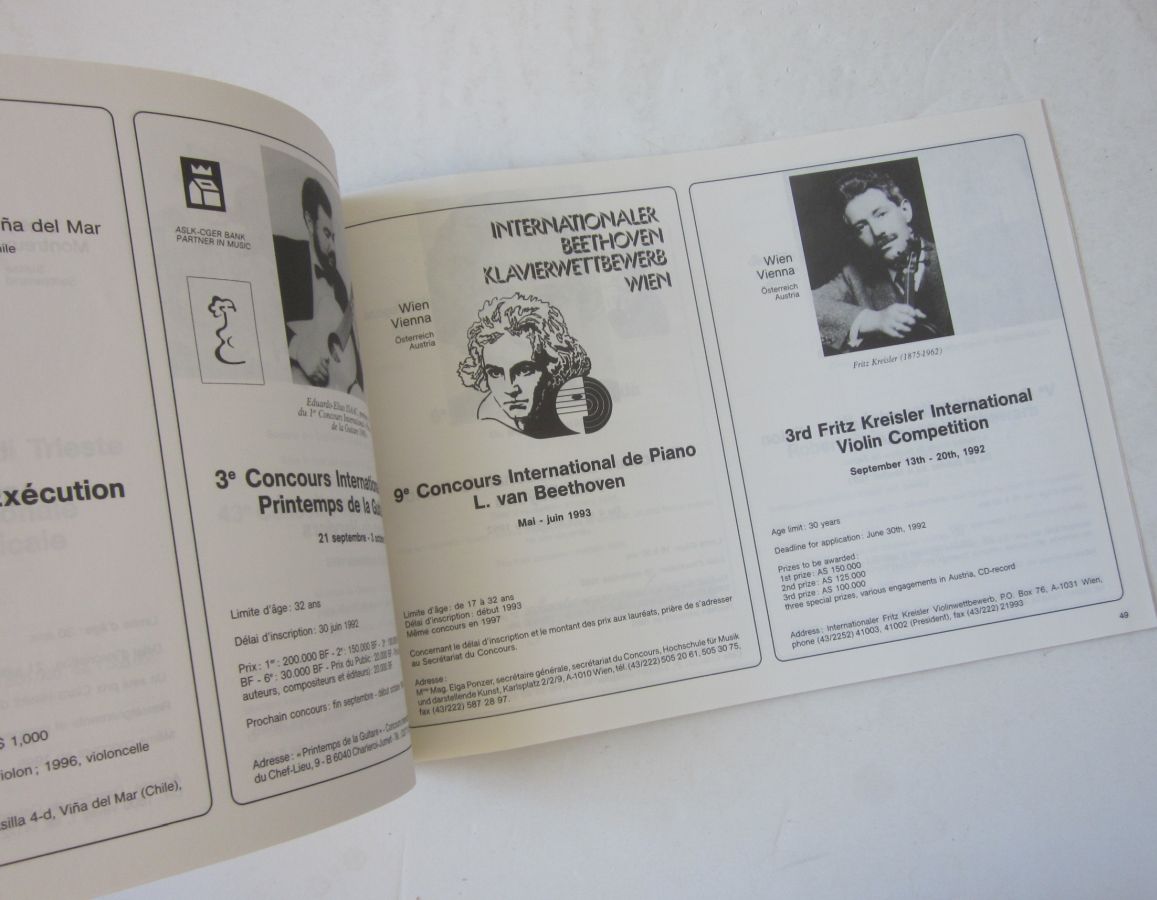 ña del Mar
ile
xécution
$ 1,000
iolon; 1996, violoncelle
silla 4-d, Viña del Mar (Chile),
ASLK-CGER BANK
PARTNER IN MUSIC
Eduardo-Elias ISAAC,
du 1er Concours International
de la Guitare
3e Concours Internatio
Printemps de la Gu
21 septembre - 3
Limite d'âge: 32 ans
Délai d'inscription: 30 juin 1992
Prix: 1er: 200.000 BF - 2e: 150.000 BF - 3e:
BF - 6e: 30.000 BF - Prix du Public: 20.000 BF
auteurs, compositeurs et éditeurs): 20.000 BF
Prochain concours: fin septembre - début
Adresse: «Printemps de la Guitare» - Concours
du Chef-Lieu, 9 - B 6040 Charleroi-Jumet
INTERNATIONALER
BEETHOVEN
KLAVIERWETTBEWERB
WIEN
Wien
Vienna
Österreich
Austria
9e Concours International de Piano
L. van Beethoven
Mai - juin 1993
Limite d'âge: de 17 à 32 ans
Délai d'inscription: début 1993
Même concours en 1997
Concernant le délai d'inscription et le montant des prix aux lauréats, prière de s'adresser
au Secrétariat du Concours.
Adresse:
Mme Mag. Elga Ponzer, secrétaire générale, secrétariat du Concours, Hochschule für Musik
und darstellende Kunst, Karlsplatz 2/2/9, A-1010 Wien, tél. (43/222) 505 20 61, 505 30 75,
fax (43/222) 587 28 97.
Wien
Vienna
Österreich
Austria
Fritz Kreisler (1875-1962)
3rd Fritz Kreisler International
Violin Competition
September 13th - 20th, 1992
Age limit: 30 years
Deadline for application: June 30th, 1992
Prizes to be awarded:
1st prize: AS 150.000
2nd prize: AS 125.000
3rd prize: AS 100.000
three special prizes, various engagements in Austria, CD-record
Address: Internationaler Fritz Kreisler Violinwettbewerb, P.O. Box 76, A-1031 Wien,
phone (43/2252) 41003, 41002 (President), fax (43/222) 21993
49